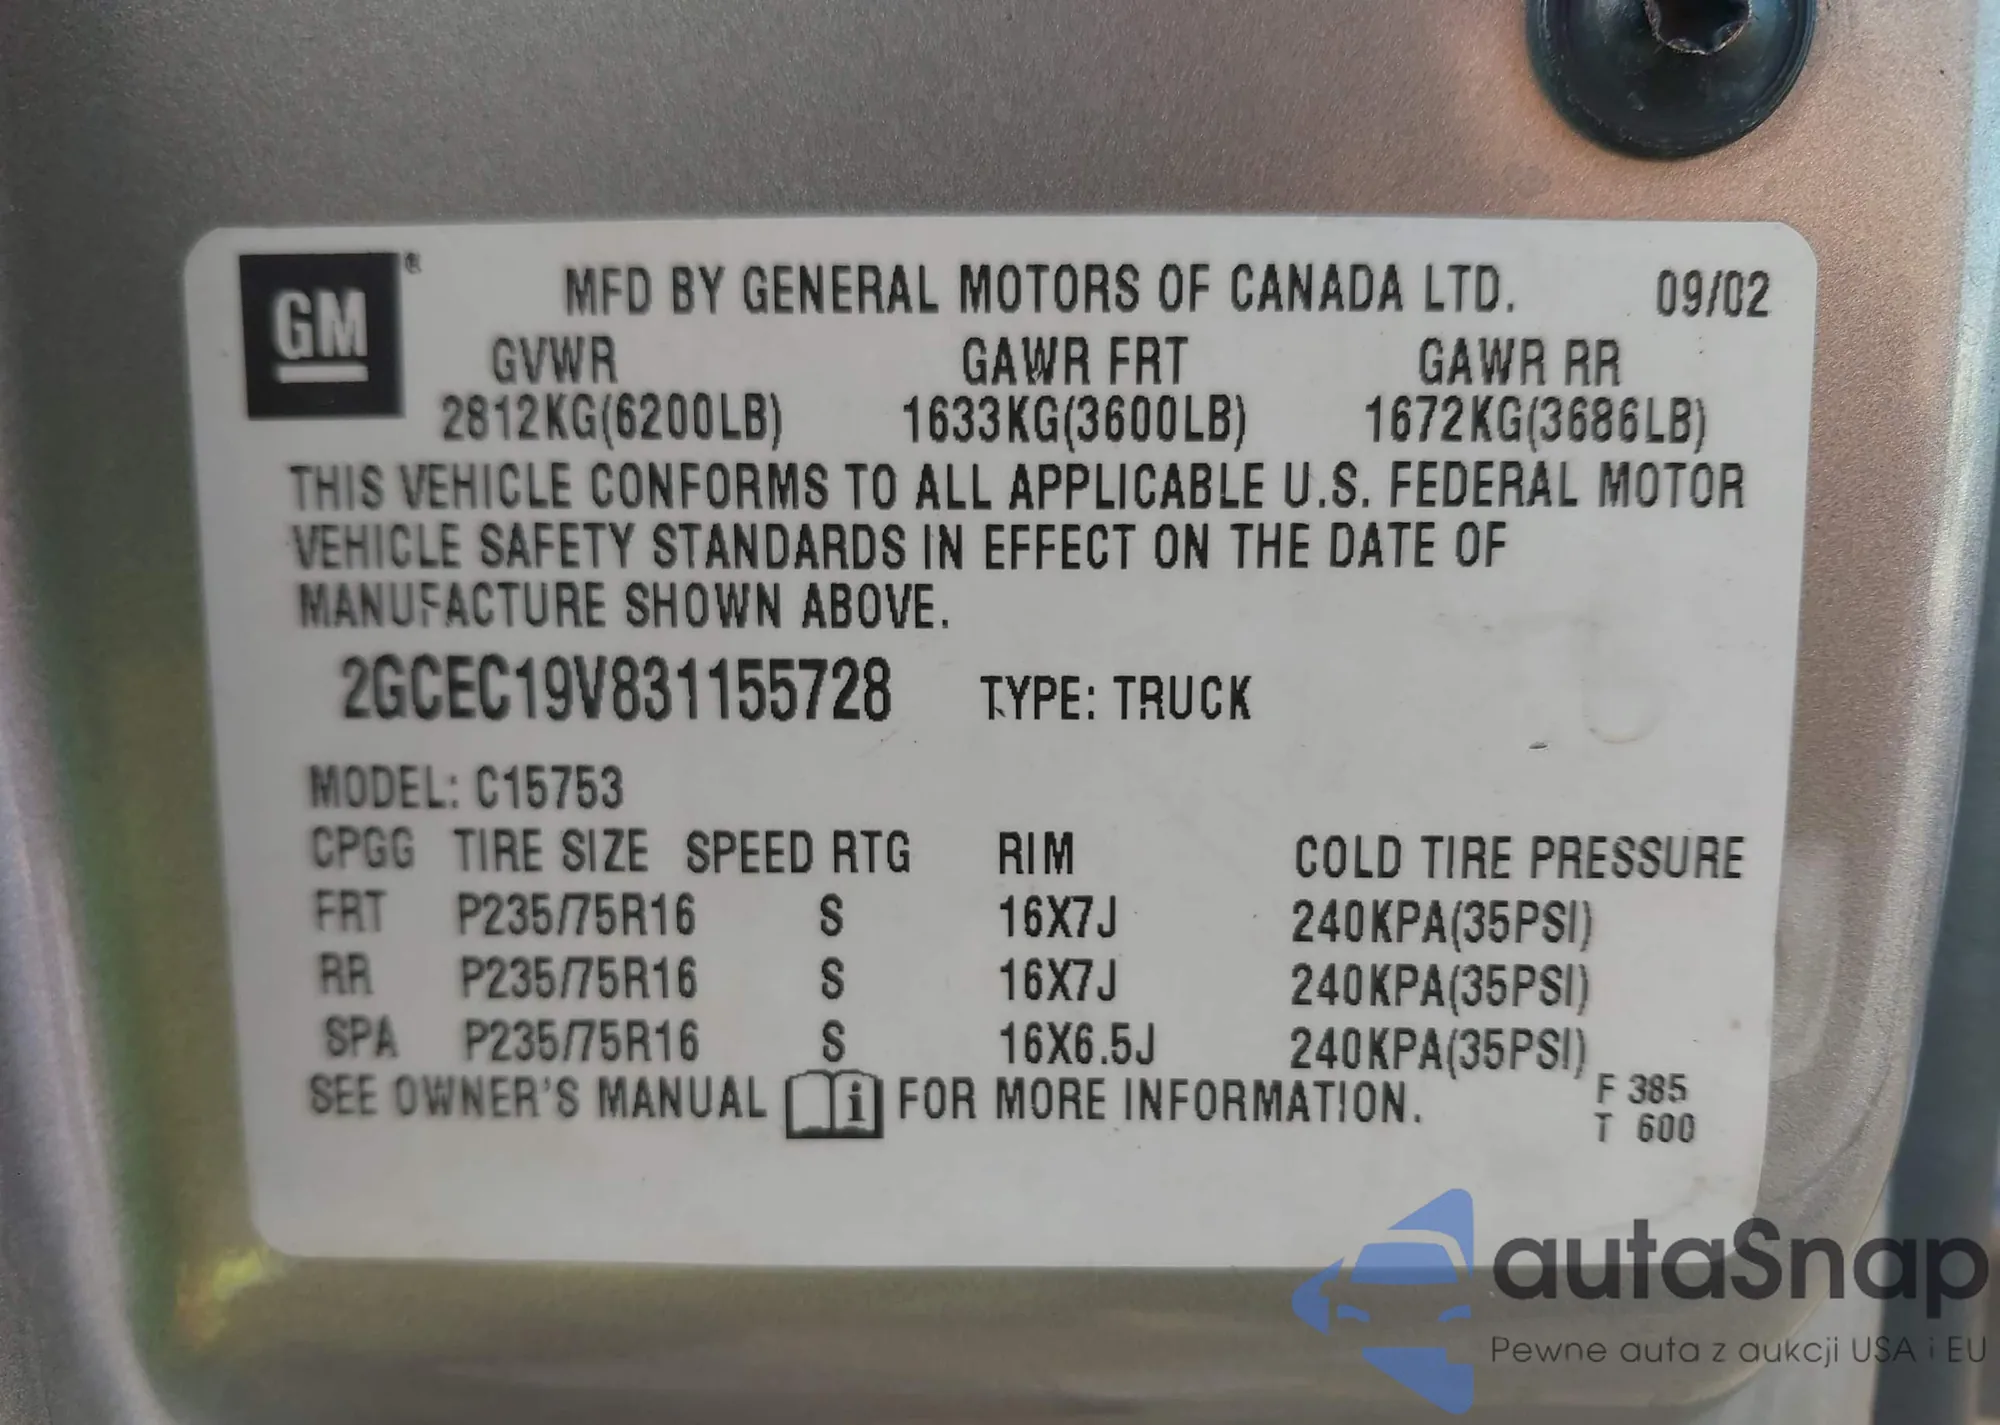 GM ®
MFD BY GENERAL MOTORS OF CANADA LTD. 09/02
GVWR GAWR FRT GAWR RR
2812KG(6200LB) 1633KG(3600LB) 1672KG(3686LB)
THIS VEHICLE CONFORMS TO ALL APPLICABLE U.S. FEDERAL MOTOR
VEHICLE SAFETY STANDARDS IN EFFECT ON THE DATE OF
MANUFACTURE SHOWN ABOVE.
2GCEC19V831155728 TYPE: TRUCK
MODEL: C15753
CPGG TIRE SIZE SPEED RTG RIM COLD TIRE PRESSURE
FRT P235/75R16 S 16X7J 240KPA(35PSI)
RR P235/75R16 S 16X7J 240KPA(35PSI)
SPA P235/75R16 S 16X6.5J 240KPA(35PSI)
SEE OWNER'S MANUAL i FOR MORE INFORMATION. F 385
T 600
autaSnap
Pewne auta z aukcji USA i EU